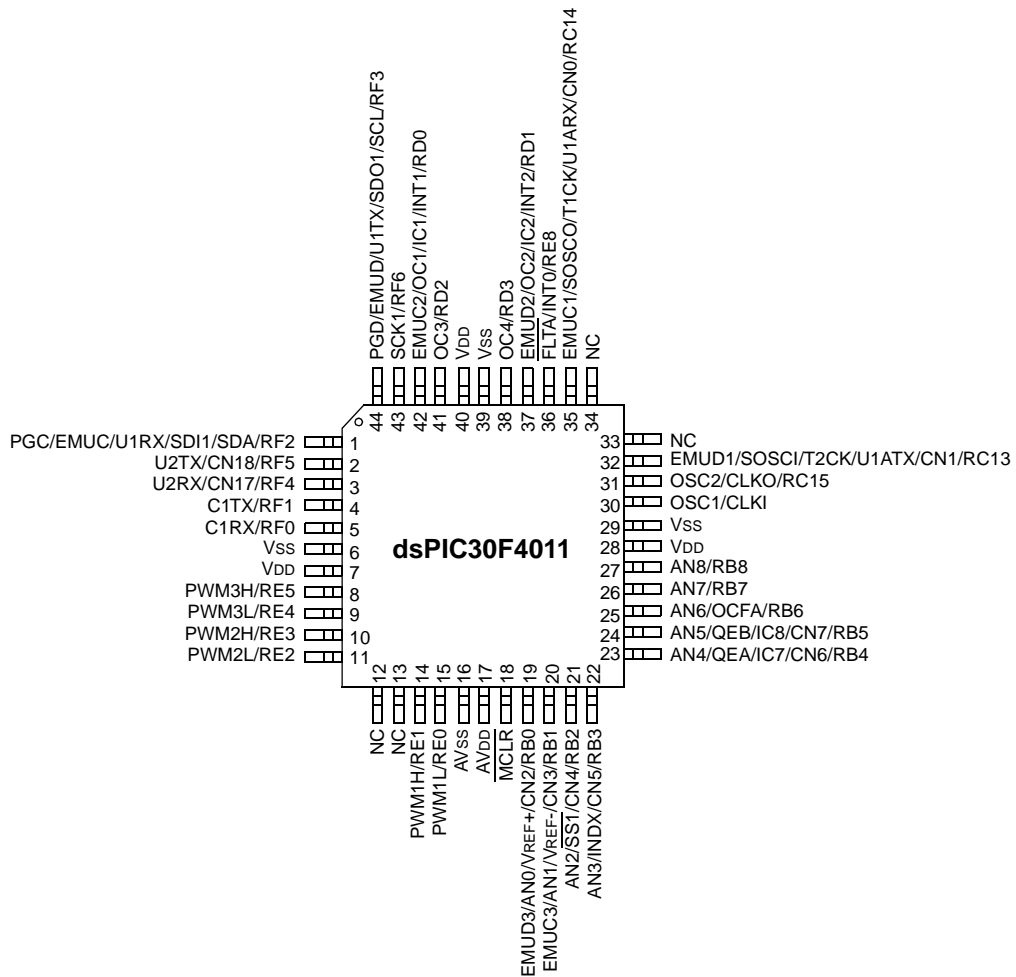 PGD/EMUD/U1TX/SDO1/SCL/RF3
SCK1/RF6
EMUC2/OC1/IC1/INT1/RD0
OC3/RD2
VDD
VSS
OC4/RD3
EMUD2/OC2/IC2/INT2/RD1
FLTA/INT0/RE8
EMUC1/SOSCO/T1CK/U1ARX/CN0/RC14
NC
44 43 42 41 40 39 38 37 36 35 34
PGC/EMUC/U1RX/SDI1/SDA/RF2 1
U2TX/CN18/RF5 2
U2RX/CN17/RF4 3
C1TX/RF1 4
C1RX/RF0 5
VSS 6
VDD 7
PWM3H/RE5 8
PWM3L/RE4 9
PWM2H/RE3 10
PWM2L/RE2 11
dsPIC30F4011
33 NC
32 EMUD1/SOSCI/T2CK/U1ATX/CN1/RC13
31 OSC2/CLKO/RC15
30 OSC1/CLKI
29 VSS
28 VDD
27 AN8/RB8
26 AN7/RB7
25 AN6/OCFA/RB6
24 AN5/QEB/IC8/CN7/RB5
23 AN4/QEA/IC7/CN6/RB4
12 13 14 15 16 17 18 19 20 21 22
NC
NC
PWM1H/RE1
PWM1L/RE0
AVSS
AVDD
MCLR
EMUD3/AN0/VREF+/CN2/RB0
EMUC3/AN1/VREF-/CN3/RB1
AN2/SS1/CN4/RB2
AN3/INDX/CN5/RB3